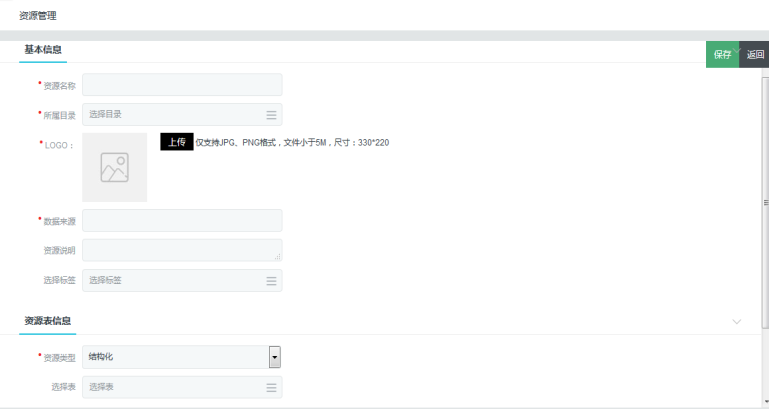 资源管理
基本信息
保存 返回
*资源名称
*所属目录 选择目录
*LOGO：
上传 仅支持JPG、PNG格式，文件小于5M，尺寸：330*220
*数据来源
资源说明
选择标签 选择标签
资源表信息
*资源类型 结构化
选择表 选择表